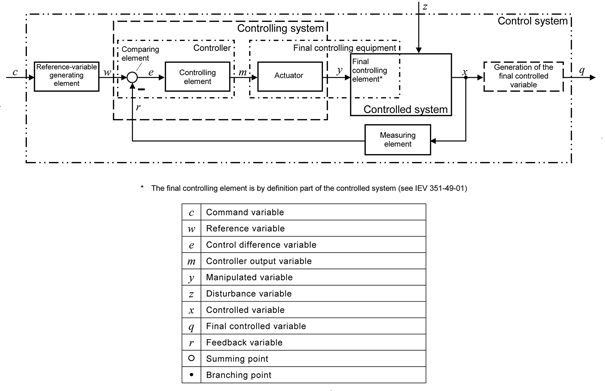 z
Control system
Controlling system
Comparing
element
Controller
Final controlling equipment
c
Reference-variable
generating
element
w
e
Controlling
element
m
Actuator
y
Final
controlling
element*
Controlled system
x
Generation of the
final controlled
variable
q
r
Measuring
element
* The final controlling element is by definition part of the controlled system (see IEV 351-49-01)
c Command variable
w Reference variable
e Control difference variable
m Controller output variable
y Manipulated variable
z Disturbance variable
x Controlled variable
q Final controlled variable
r Feedback variable
Summing point
Branching point